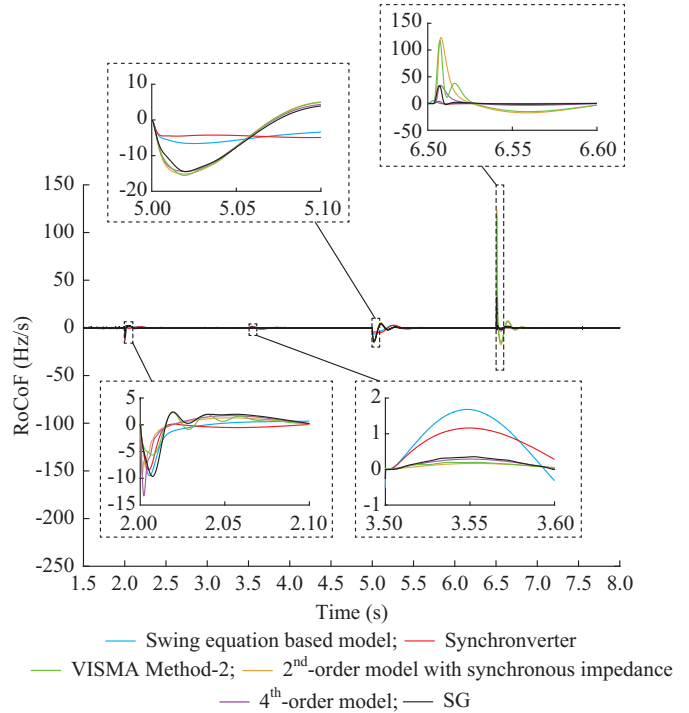 150
100
50
0
-50
6.50 6.55 6.60
10
0
-10
-20
5.00 5.05 5.10
150
100
50
0
-50
-100
-150
-200
-250
RoCoF (Hz/s)
5
0
-5
-10
-15
2.00 2.05 2.10
2
1
0
3.50 3.55 3.60
1.5 2.0 2.5 3.0 3.5 4.0 4.5 5.0 5.5 6.0 6.5 7.0 7.5 8.0
Time (s)
Swing equation based model; Synchronverter
VISMA Method-2; 2nd-order model with synchronous impedance
4th-order model; SG